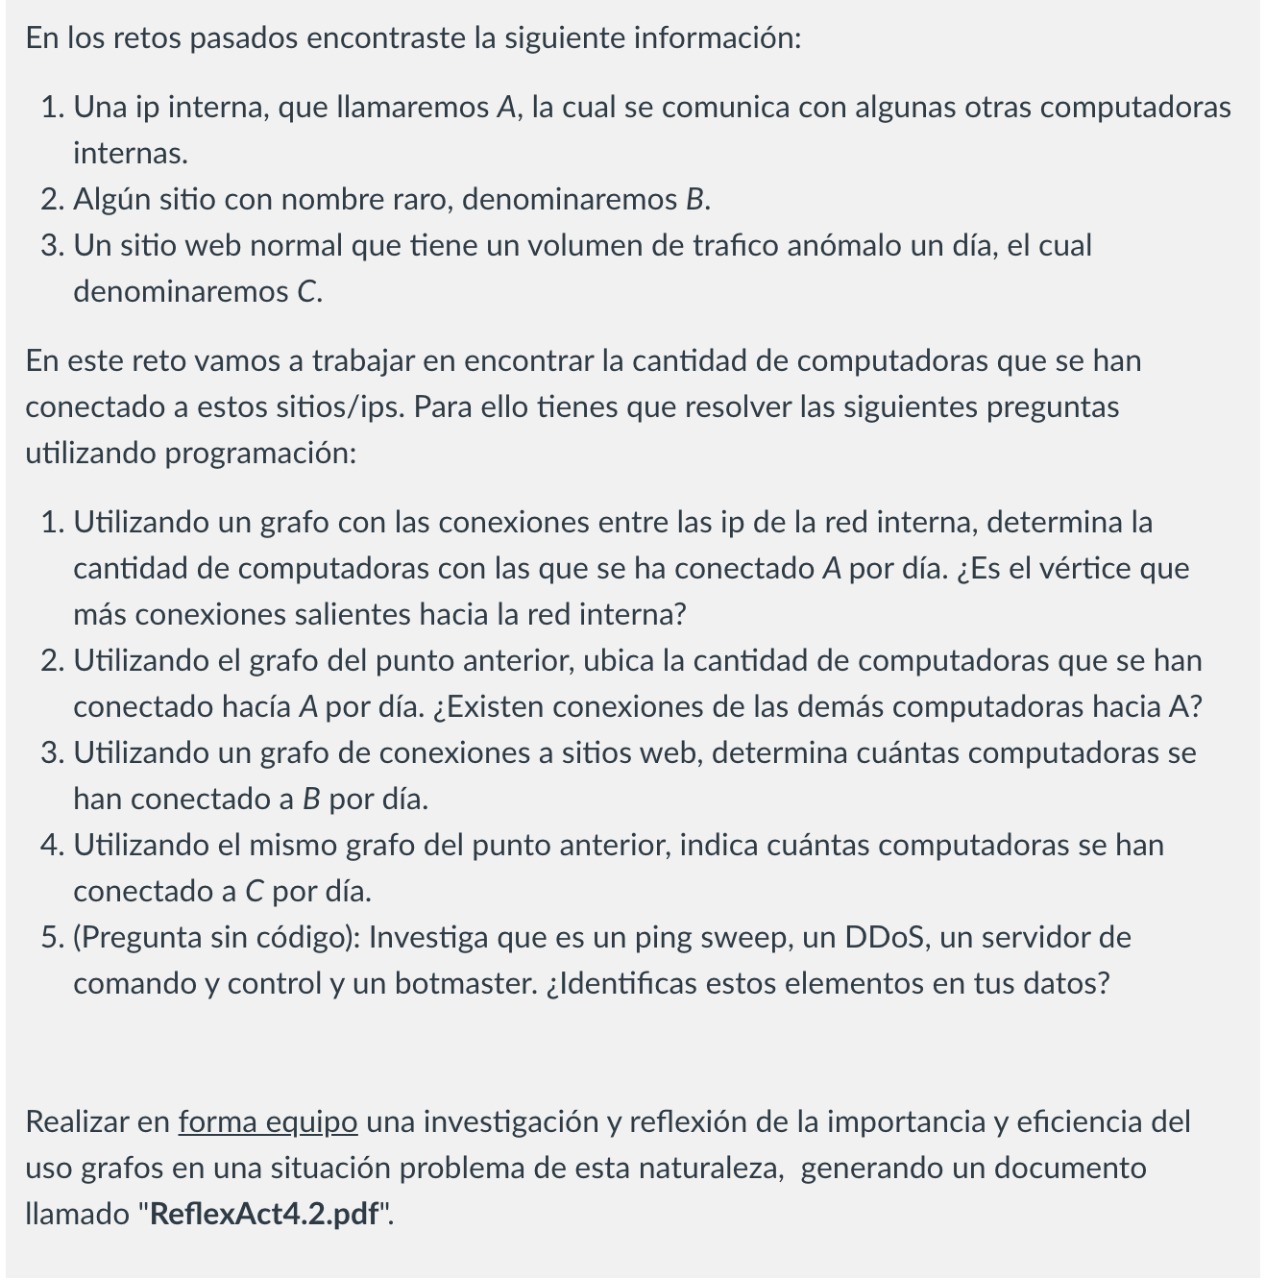 En los retos pasados encontraste la siguiente información:
1. Una ip interna, que llamaremos A, la cual se comunica con algunas otras computadoras
internas.
2. Algún sitio con nombre raro, denominaremos B.
3. Un sitio web normal que tiene un volumen de trafico anómalo un día, el cual
denominaremos C.
En este reto vamos a trabajar en encontrar la cantidad de computadoras que se han
conectado a estos sitios/ips. Para ello tienes que resolver las siguientes preguntas
utilizando programación:
1. Utilizando un grafo con las conexiones entre las ip de la red interna, determina la
cantidad de computadoras con las que se ha conectado A por día. ¿Es el vértice que
más conexiones salientes hacia la red interna?
2. Utilizando el grafo del punto anterior, ubica la cantidad de computadoras que se han
conectado hacía A por día. ¿Existen conexiones de las demás computadoras hacia A?
3. Utilizando un grafo de conexiones a sitios web, determina cuántas computadoras se
han conectado a B por día.
4. Utilizando el mismo grafo del punto anterior, indica cuántas computadoras se han
conectado a C por día.
5. (Pregunta sin código): Investiga que es un ping sweep, un DDoS, un servidor de
comando y control y un botmaster. ¿Identificas estos elementos en tus datos?
Realizar en forma equipo una investigación y reflexión de la importancia y eficiencia del
uso grafos en una situación problema de esta naturaleza, generando un documento
llamado "ReflexAct4.2.pdf".